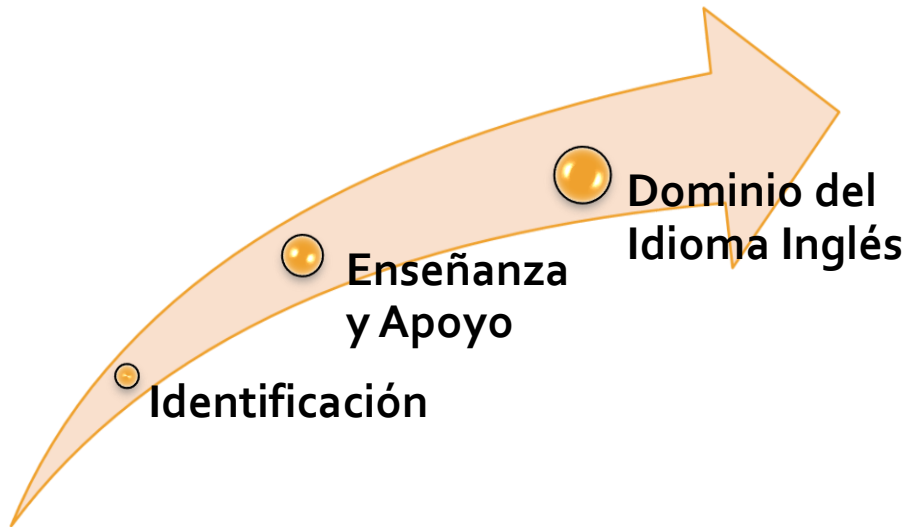 Dominio del
Idioma Inglés
Enseñanza
y Apoyo
Identificación